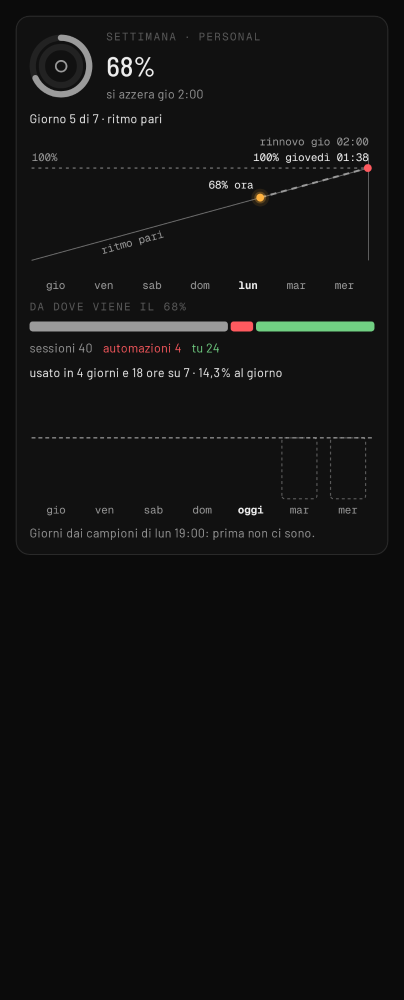 SETTIMANA · PERSONAL
68%
si azzera gio 2:00
Giorno 5 di 7 · ritmo pari
rinnovo gio 02:00
100%
100% giovedì 01:38
68% ora
ritmo pari
gio ven sab dom lun mar mer
DA DOVE VIENE IL 68%
sessioni 40 automazioni 4 tu 24
usato in 4 giorni e 18 ore su 7 · 14,3% al giorno
gio ven sab dom oggi mar mer
Giorni dai campioni di lun 19:00: prima non ci sono.